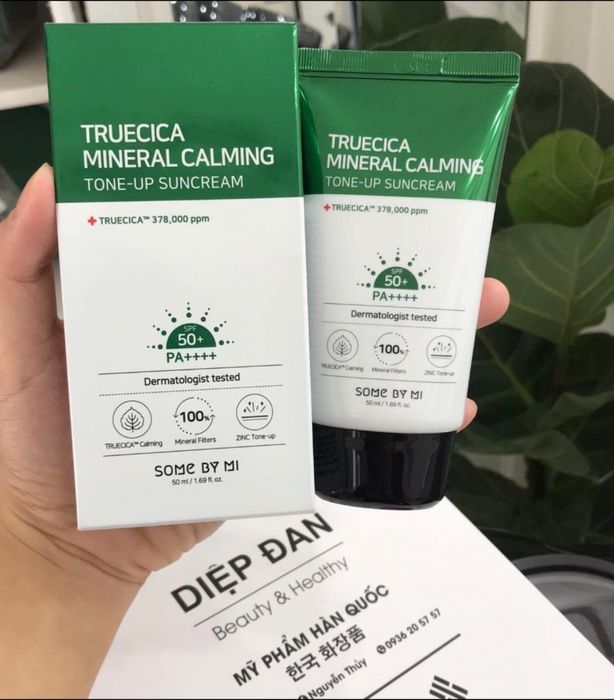 TRUECICA
MINERAL CALMING
TONE-UP SUNCREAM
TRUECICA™ 378,000 ppm
SPF
50+
PA++++
Dermatologist tested
100%
TRUECICA™ Calming
Mineral Filters
ZINC Tone-up
SOME BY MI
50 ml / 1.69 fl. oz.
TRUECICA
MINERAL CALMING
TONE-UP SUNCREAM
TRUECICA™ 378,000 ppm
SPF
50+
PA++++
Dermatologist tested
100%
TRUECICA™ Calming
Mineral Filters
ZINC Tone-up
SOME BY MI
50 ml / 1.69 fl. oz.
DIỆP ĐAN
Beauty & Healthy
MỸ PHẨM HÀN QUỐC
한국 화장품
Nguyễn Thúy 0936 20 57 57